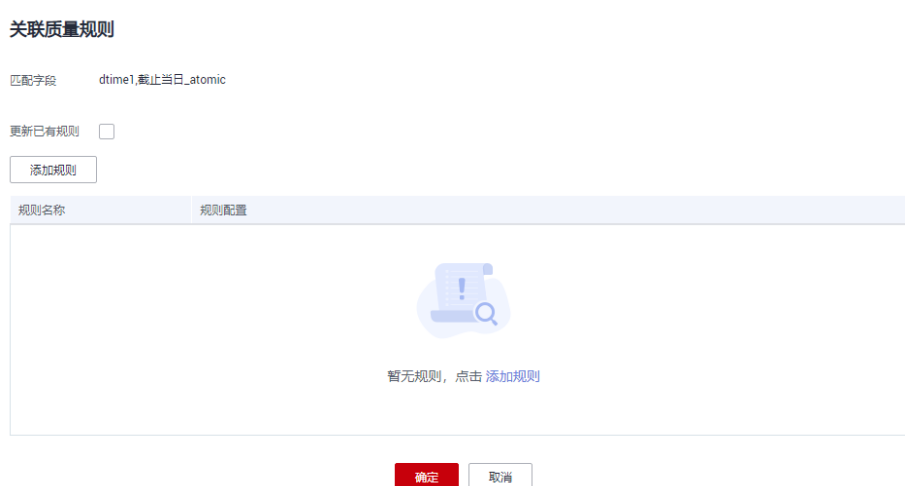 关联质量规则
匹配字段 dtime1,截止当日_atomic
更新已有规则
添加规则
规则名称 规则配置
暂无规则，点击 添加规则
确定 取消